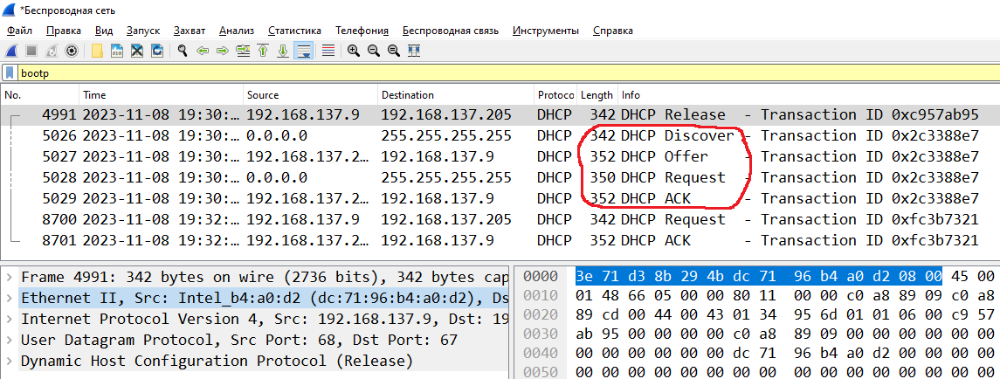 *Беспроводная сеть
Файл Правка Вид Запуск Захват Анализ Статистика Телефония Беспроводная связь Инструменты Справка
bootp
No. Time Source Destination Protoco Length Info
4991 2023-11-08 19:30:… 192.168.137.9 192.168.137.205 DHCP 342 DHCP Release - Transaction ID 0xc957ab95
5026 2023-11-08 19:30:… 0.0.0.0 255.255.255.255 DHCP 342 DHCP Discover - Transaction ID 0x2c3388e7
5027 2023-11-08 19:30:… 192.168.137.2… 192.168.137.9 DHCP 352 DHCP Offer - Transaction ID 0x2c3388e7
5028 2023-11-08 19:30:… 0.0.0.0 255.255.255.255 DHCP 350 DHCP Request - Transaction ID 0x2c3388e7
5029 2023-11-08 19:30:… 192.168.137.2… 192.168.137.9 DHCP 352 DHCP ACK - Transaction ID 0x2c3388e7
8700 2023-11-08 19:32:… 192.168.137.9 192.168.137.205 DHCP 342 DHCP Request - Transaction ID 0xfc3b7321
8701 2023-11-08 19:32:… 192.168.137.2… 192.168.137.9 DHCP 352 DHCP ACK - Transaction ID 0xfc3b7321
Frame 4991: 342 bytes on wire (2736 bits), 342 bytes cap
Ethernet II, Src: Intel_b4:a0:d2 (dc:71:96:b4:a0:d2), Ds
Internet Protocol Version 4, Src: 192.168.137.9, Dst: 19
User Datagram Protocol, Src Port: 68, Dst Port: 67
Dynamic Host Configuration Protocol (Release)
0000 3e 71 d3 8b 29 4b dc 71 96 b4 a0 d2 08 00 45 00
0010 01 48 66 05 00 00 80 11 00 00 c0 a8 89 09 c0 a8
0020 89 cd 00 44 00 43 01 34 95 6d 01 01 06 00 c9 57
0030 ab 95 00 00 00 00 c0 a8 89 09 00 00 00 00 00 00
0040 00 00 00 00 00 00 dc 71 96 b4 a0 d2 00 00 00 00
0050 00 00 00 00 00 00 00 00 00 00 00 00 00 00 00 00